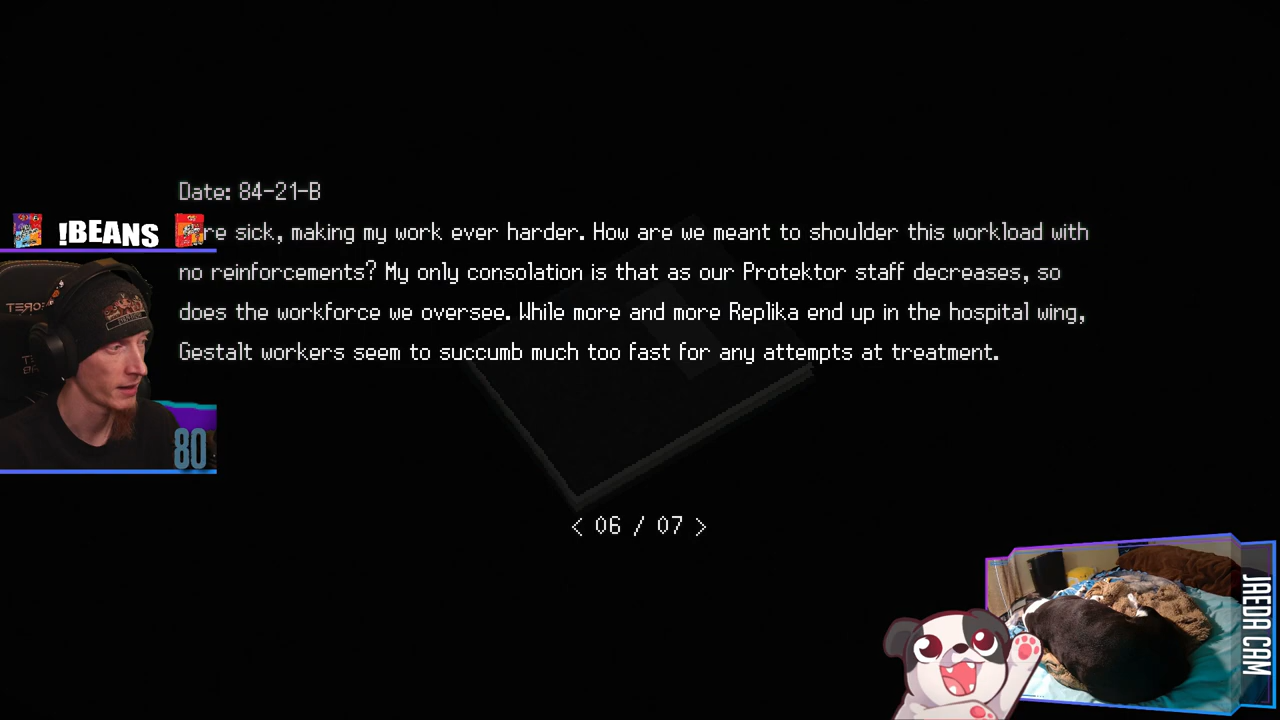 Date: 84-21-B
!BEANS
re sick, making my work ever harder. How are we meant to shoulder this workload with
no reinforcements? My only consolation is that as our Protektor staff decreases, so
does the workforce we oversee. While more and more Replika end up in the hospital wing,
Gestalt workers seem to succumb much too fast for any attempts at treatment.
80
< 06 / 07 >
JAEDA CAM